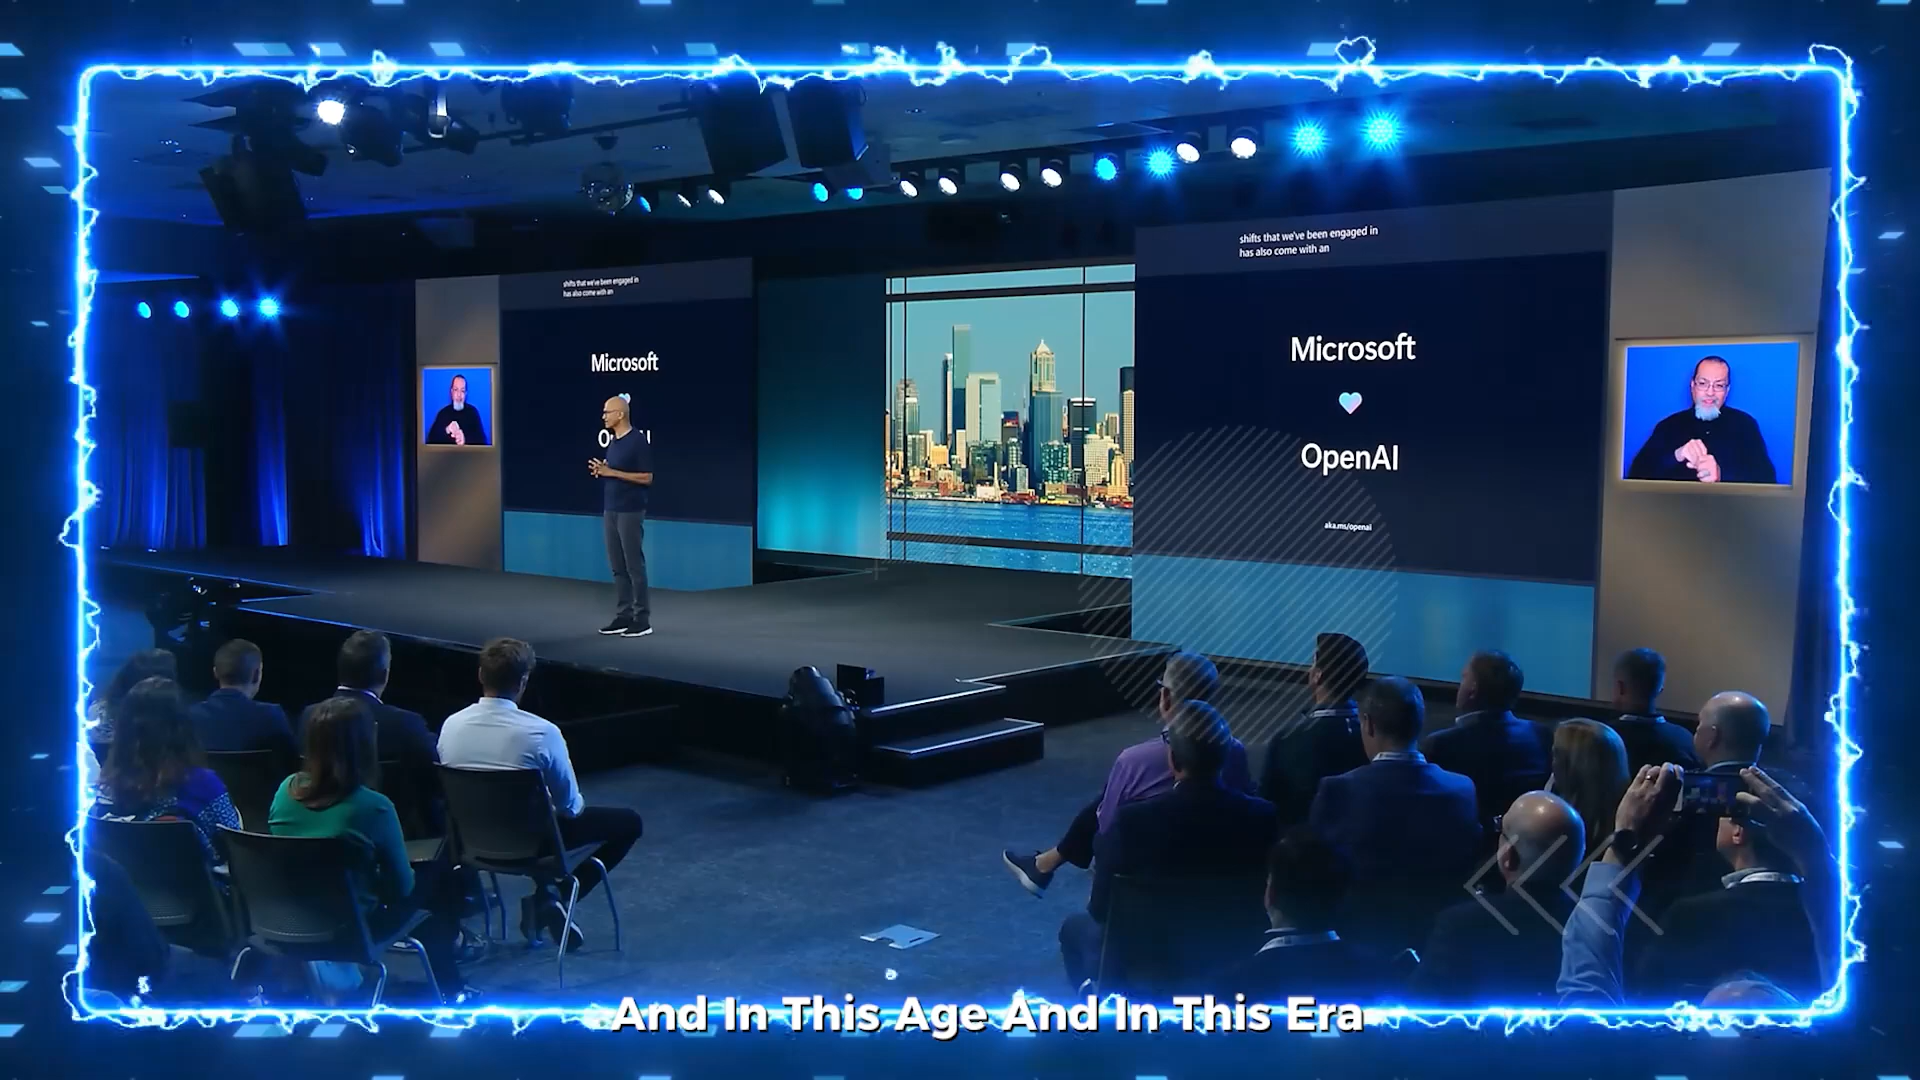 shifts that we've been engaged in
has also come with an
Microsoft
shifts that we've been engaged in
has also come with an
Microsoft
OpenAI
aka.ms/openai
And In This Age And In This Era